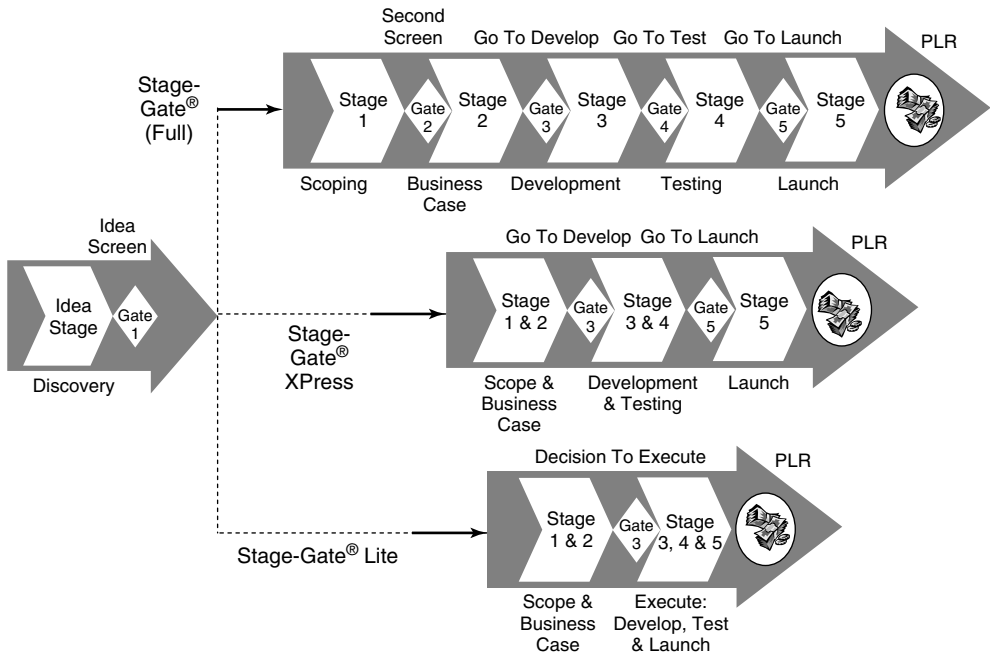 Second
Screen
Go To Develop
Go To Test
Go To Launch
PLR
Stage-
Gate®
(Full)
Stage
1
Gate
2
Stage
2
Gate
3
Stage
3
Gate
4
Stage
4
Gate
5
Stage
5
Scoping
Business
Case
Development
Testing
Launch
Idea
Screen
Idea
Stage
Gate
1
Discovery
Stage-
Gate®
XPress
Go To Develop
Go To Launch
PLR
Stage
1 & 2
Gate
3
Stage
3 & 4
Gate
5
Stage
5
Scope &
Business
Case
Development
& Testing
Launch
Stage-Gate® Lite
Decision To Execute
PLR
Stage
1 & 2
Gate
3
Stage
3, 4 & 5
Scope &
Business
Case
Execute:
Develop, Test
& Launch